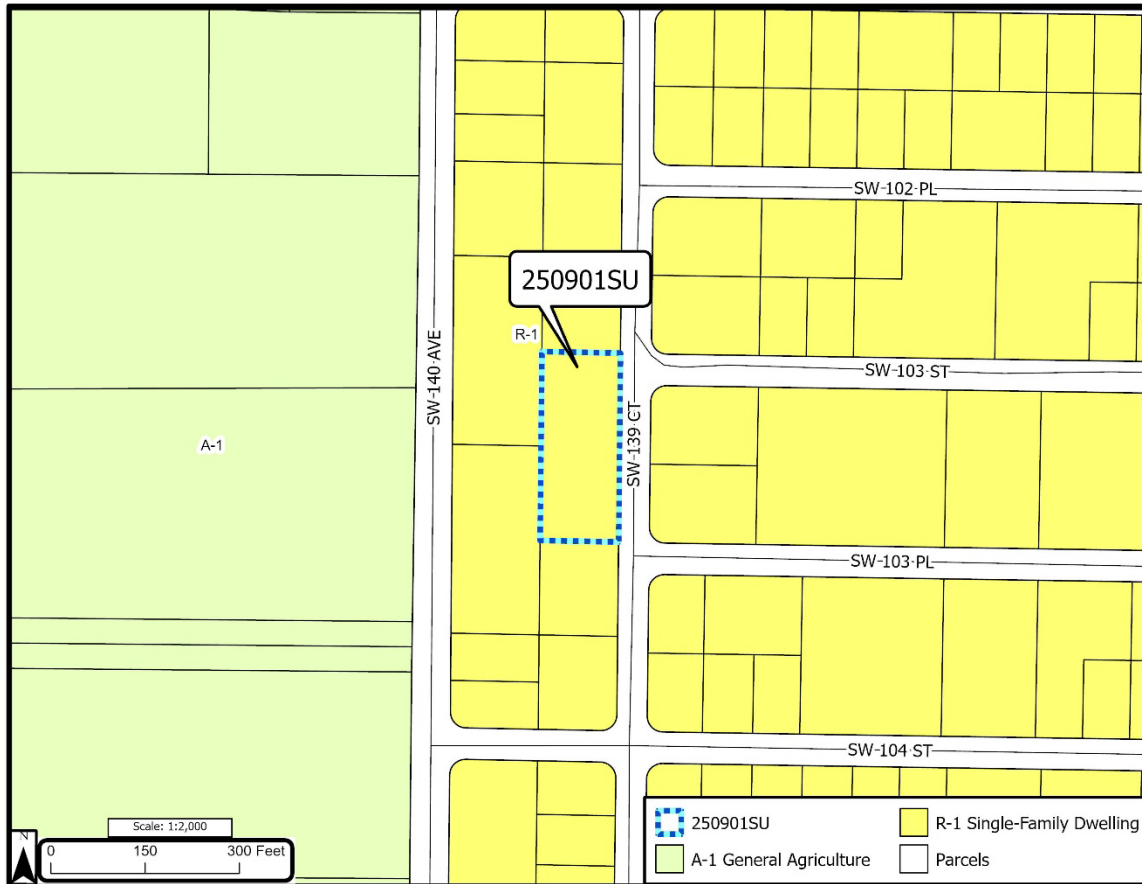 SW 102 PL
250901SU
R-1
SW 140 AVE
SW 103 ST
SW 139 CT
A-1
SW 103 PL
SW 104 ST
Scale: 1:2,000
N
0 150 300 Feet
250901SU
R-1 Single-Family Dwelling
A-1 General Agriculture
Parcels